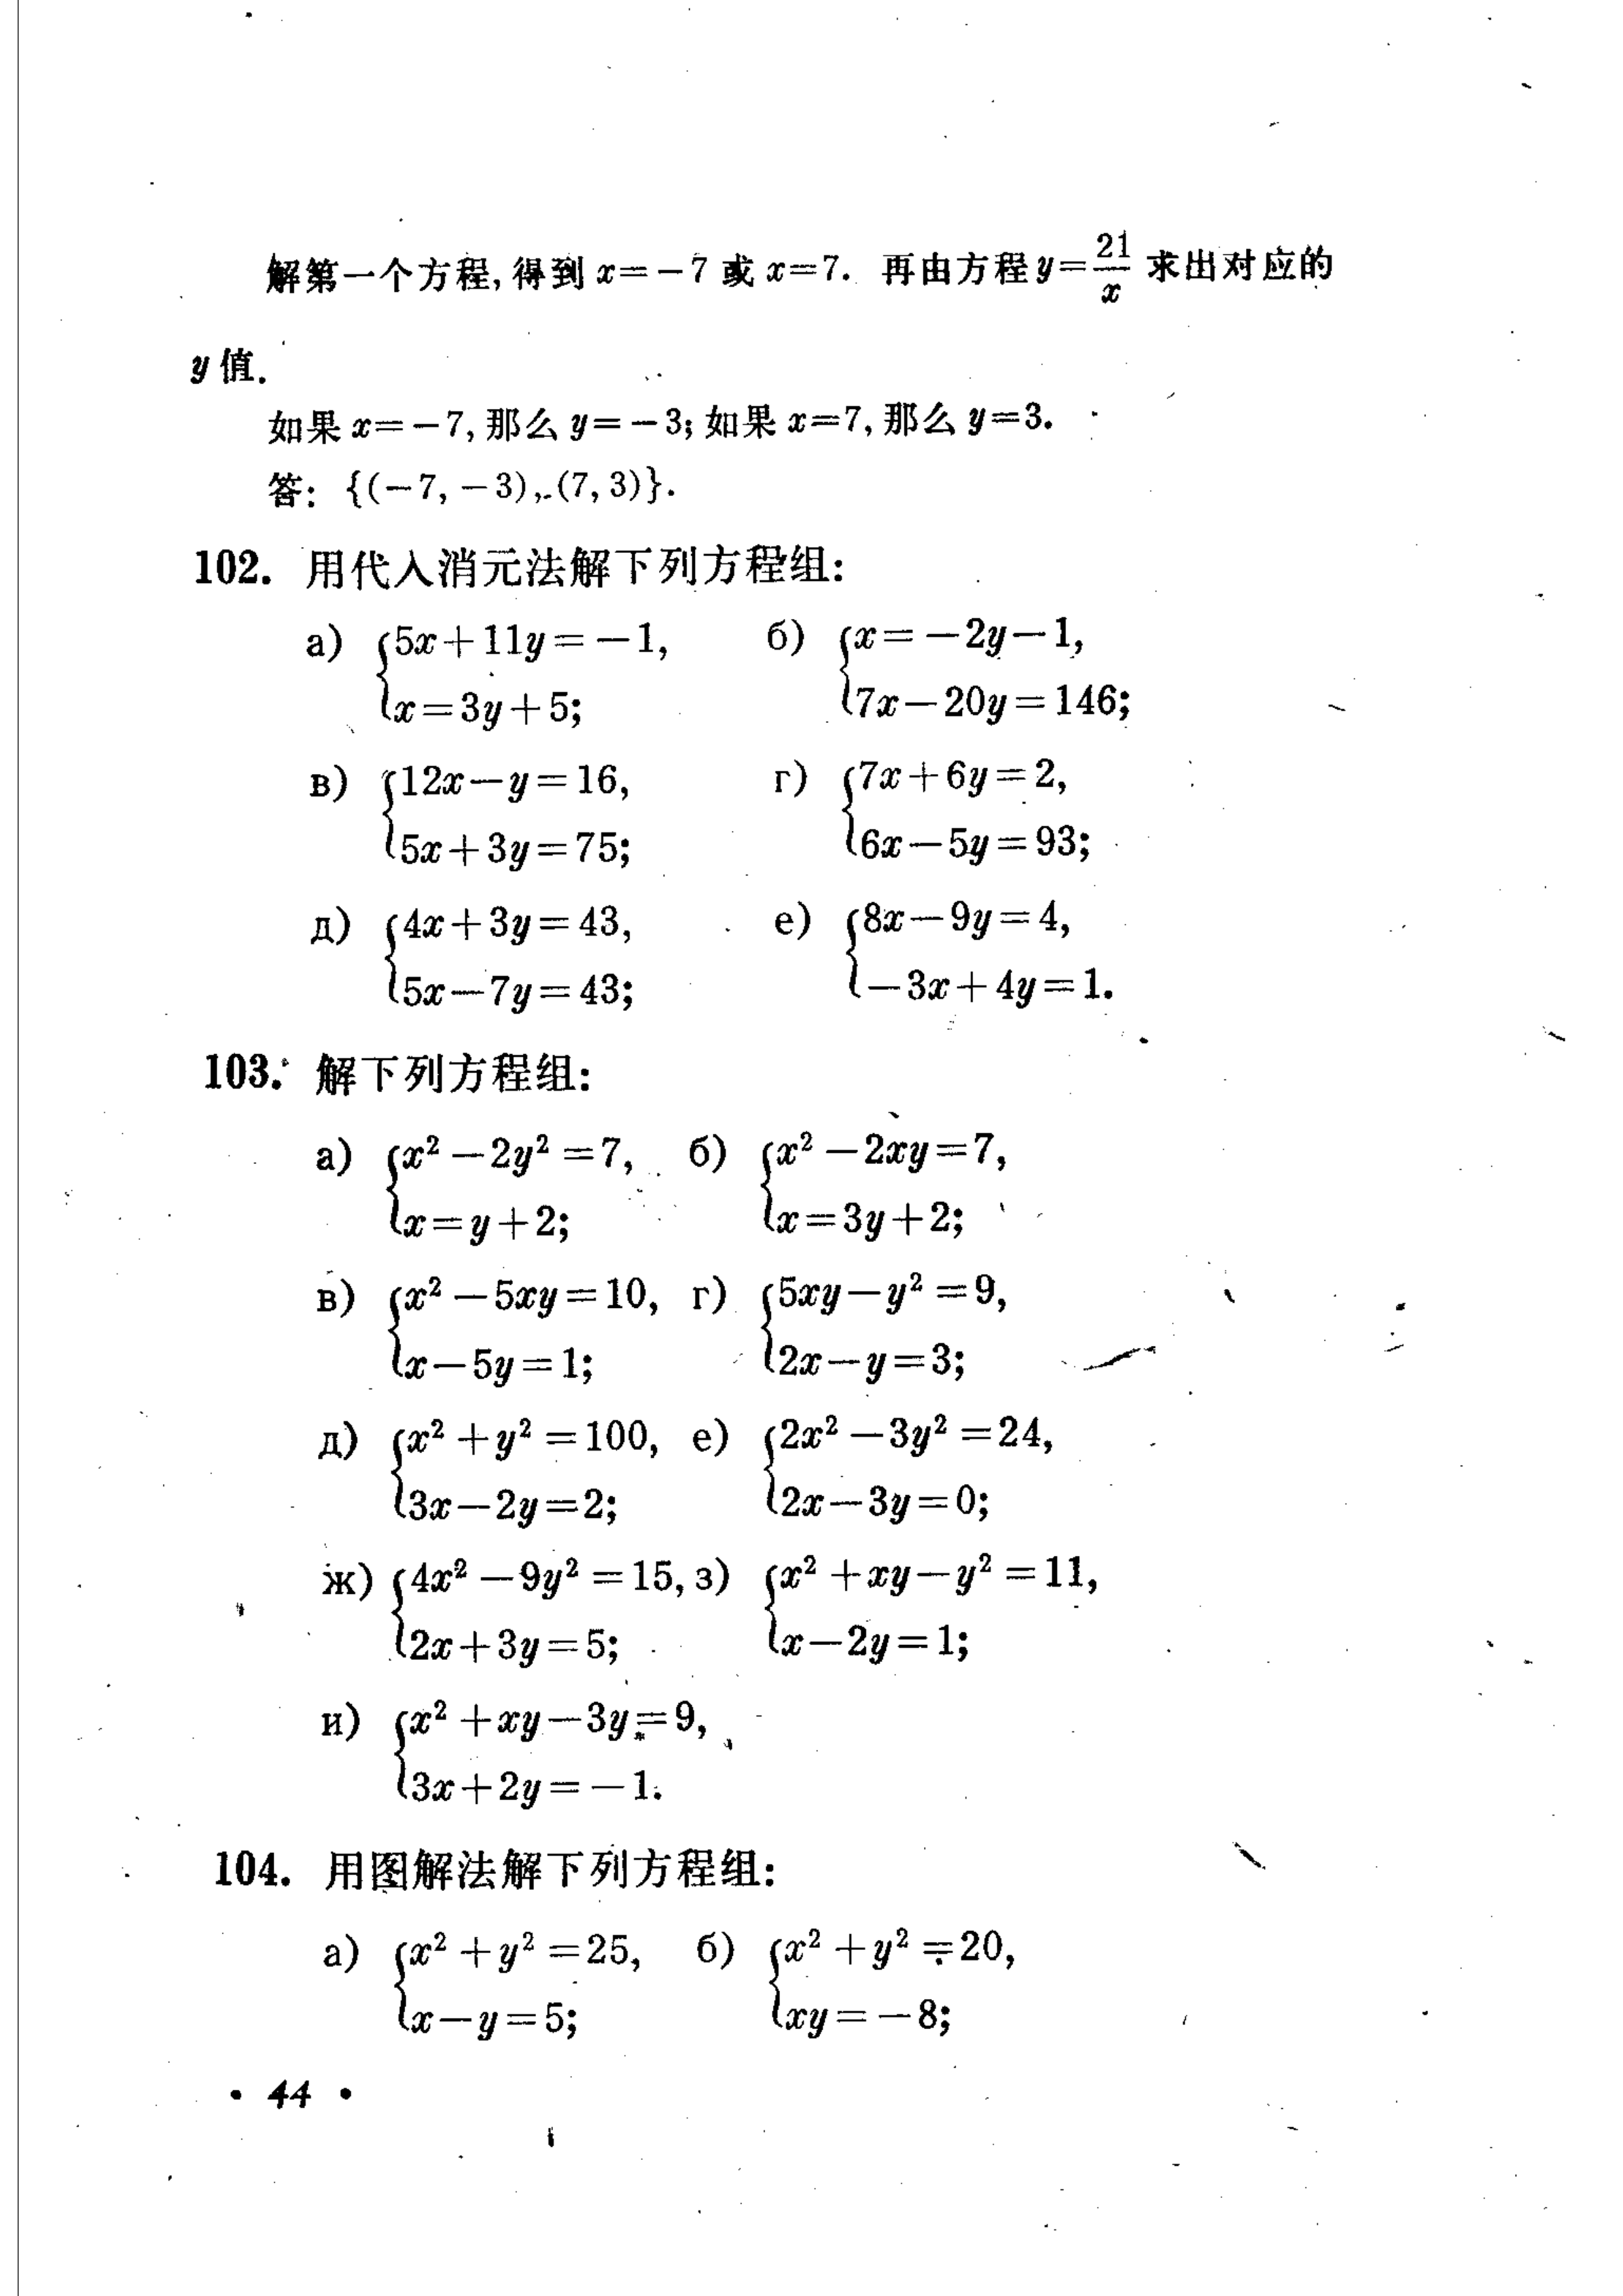 解第一个方程,得到 x=−7 或 x=7. 再由方程 y=21/x 求出对应的
y 值.
如果 x=−7,那么 y=−3;如果 x=7,那么 y=3.
答: {(−7,−3),(7,3)}.
102. 用代入消元法解下列方程组:
а) {5x+11y=−1, б) {x=−2y−1,
x=3y+5; 7x−20y=146;
в) {12x−y=16, г) {7x+6y=2,
5x+3y=75; 6x−5y=93;
д) {4x+3y=43, е) {8x−9y=4,
5x−7y=43; −3x+4y=1.
103. 解下列方程组:
а) {x²−2y²=7, б) {x²−2xy=7,
x=y+2; x=3y+2;
в) {x²−5xy=10, г) {5xy−y²=9,
x−5y=1; 2x−y=3;
д) {x²+y²=100, е) {2x²−3y²=24,
3x−2y=2; 2x−3y=0;
ж) {4x²−9y²=15, з) {x²+xy−y²=11,
2x+3y=5; x−2y=1;
и) {x²+xy−3y=9,
3x+2y=−1.
104. 用图解法解下列方程组:
а) {x²+y²=25, б) {x²+y²=20,
x−y=5; xy=−8;
• 44 •